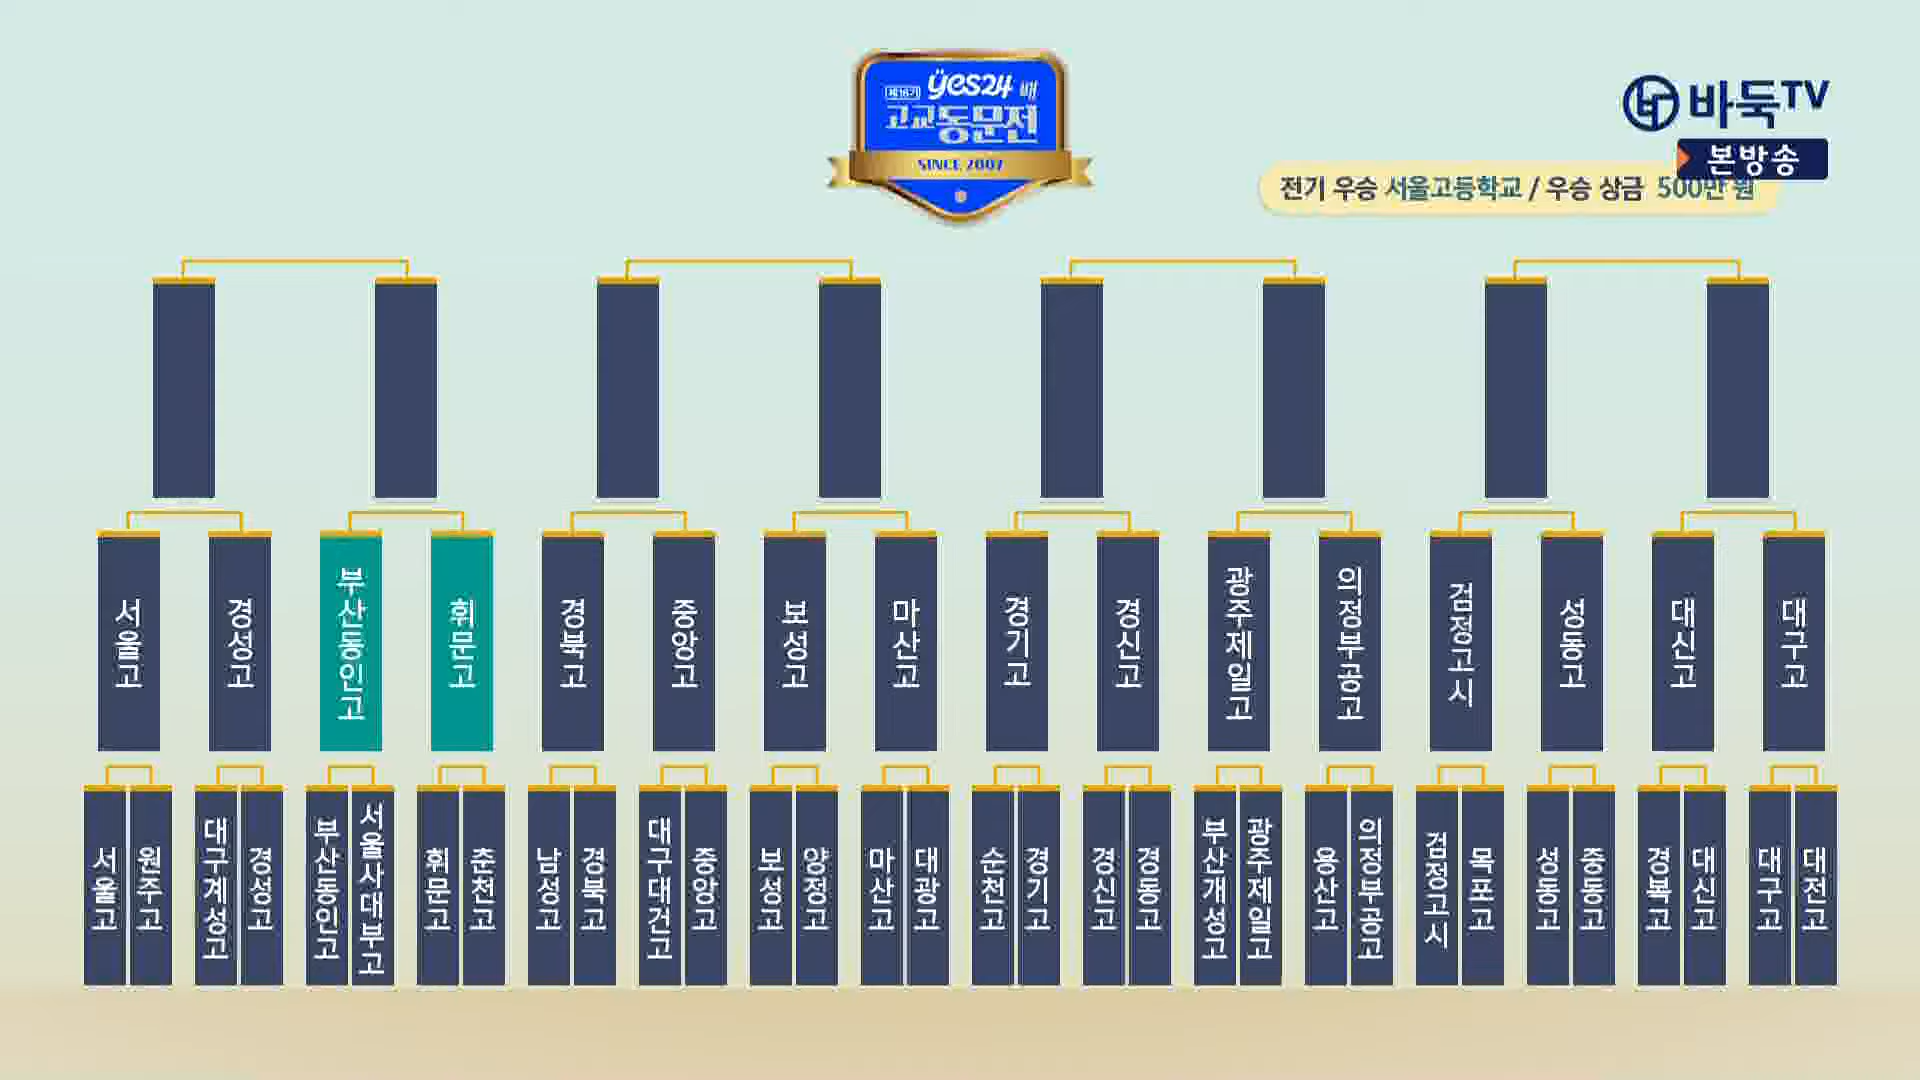 제16기 yes24 배
고교동문전
SINCE 2007
바둑TV
본방송
전기 우승 서울고등학교 / 우승 상금 500만 원
서울고
경성고
부산동인고
휘문고
경북고
중앙고
보성고
마산고
경기고
경신고
광주제일고
의정부공고
검정고시
성동고
대신고
대구고
서울고
원주고
대구계성고
경성고
부산동인고
서울사대부고
휘문고
춘천고
남성고
경북고
대구대건고
중앙고
보성고
양정고
마산고
대광고
순천고
경기고
경신고
경동고
부산개성고
광주제일고
용산고
의정부공고
검정고시
목포고
성동고
중동고
경복고
대신고
대구고
대전고